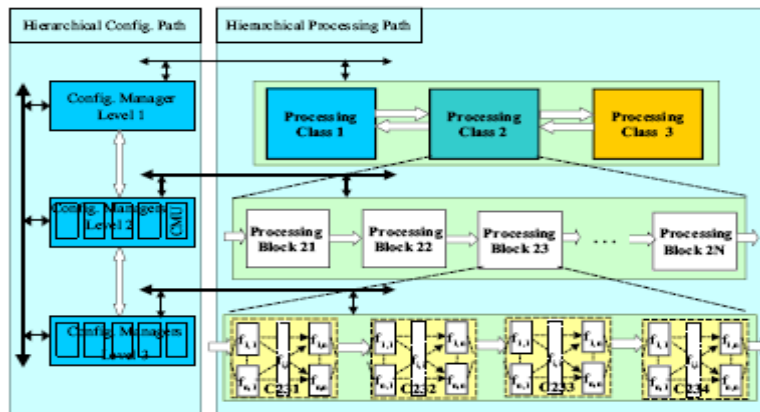 Hierarchical Config. Path
Hierarchical Processing Path
Config. Manager
Level 1
Processing
Class 1
Processing
Class 2
Processing
Class 3
Config. Managers
Level 2
CMU
Processing
Block 21
Processing
Block 22
Processing
Block 23
...
Processing
Block 2N
Config. Managers
Level 3
C231
C232
C233
C234